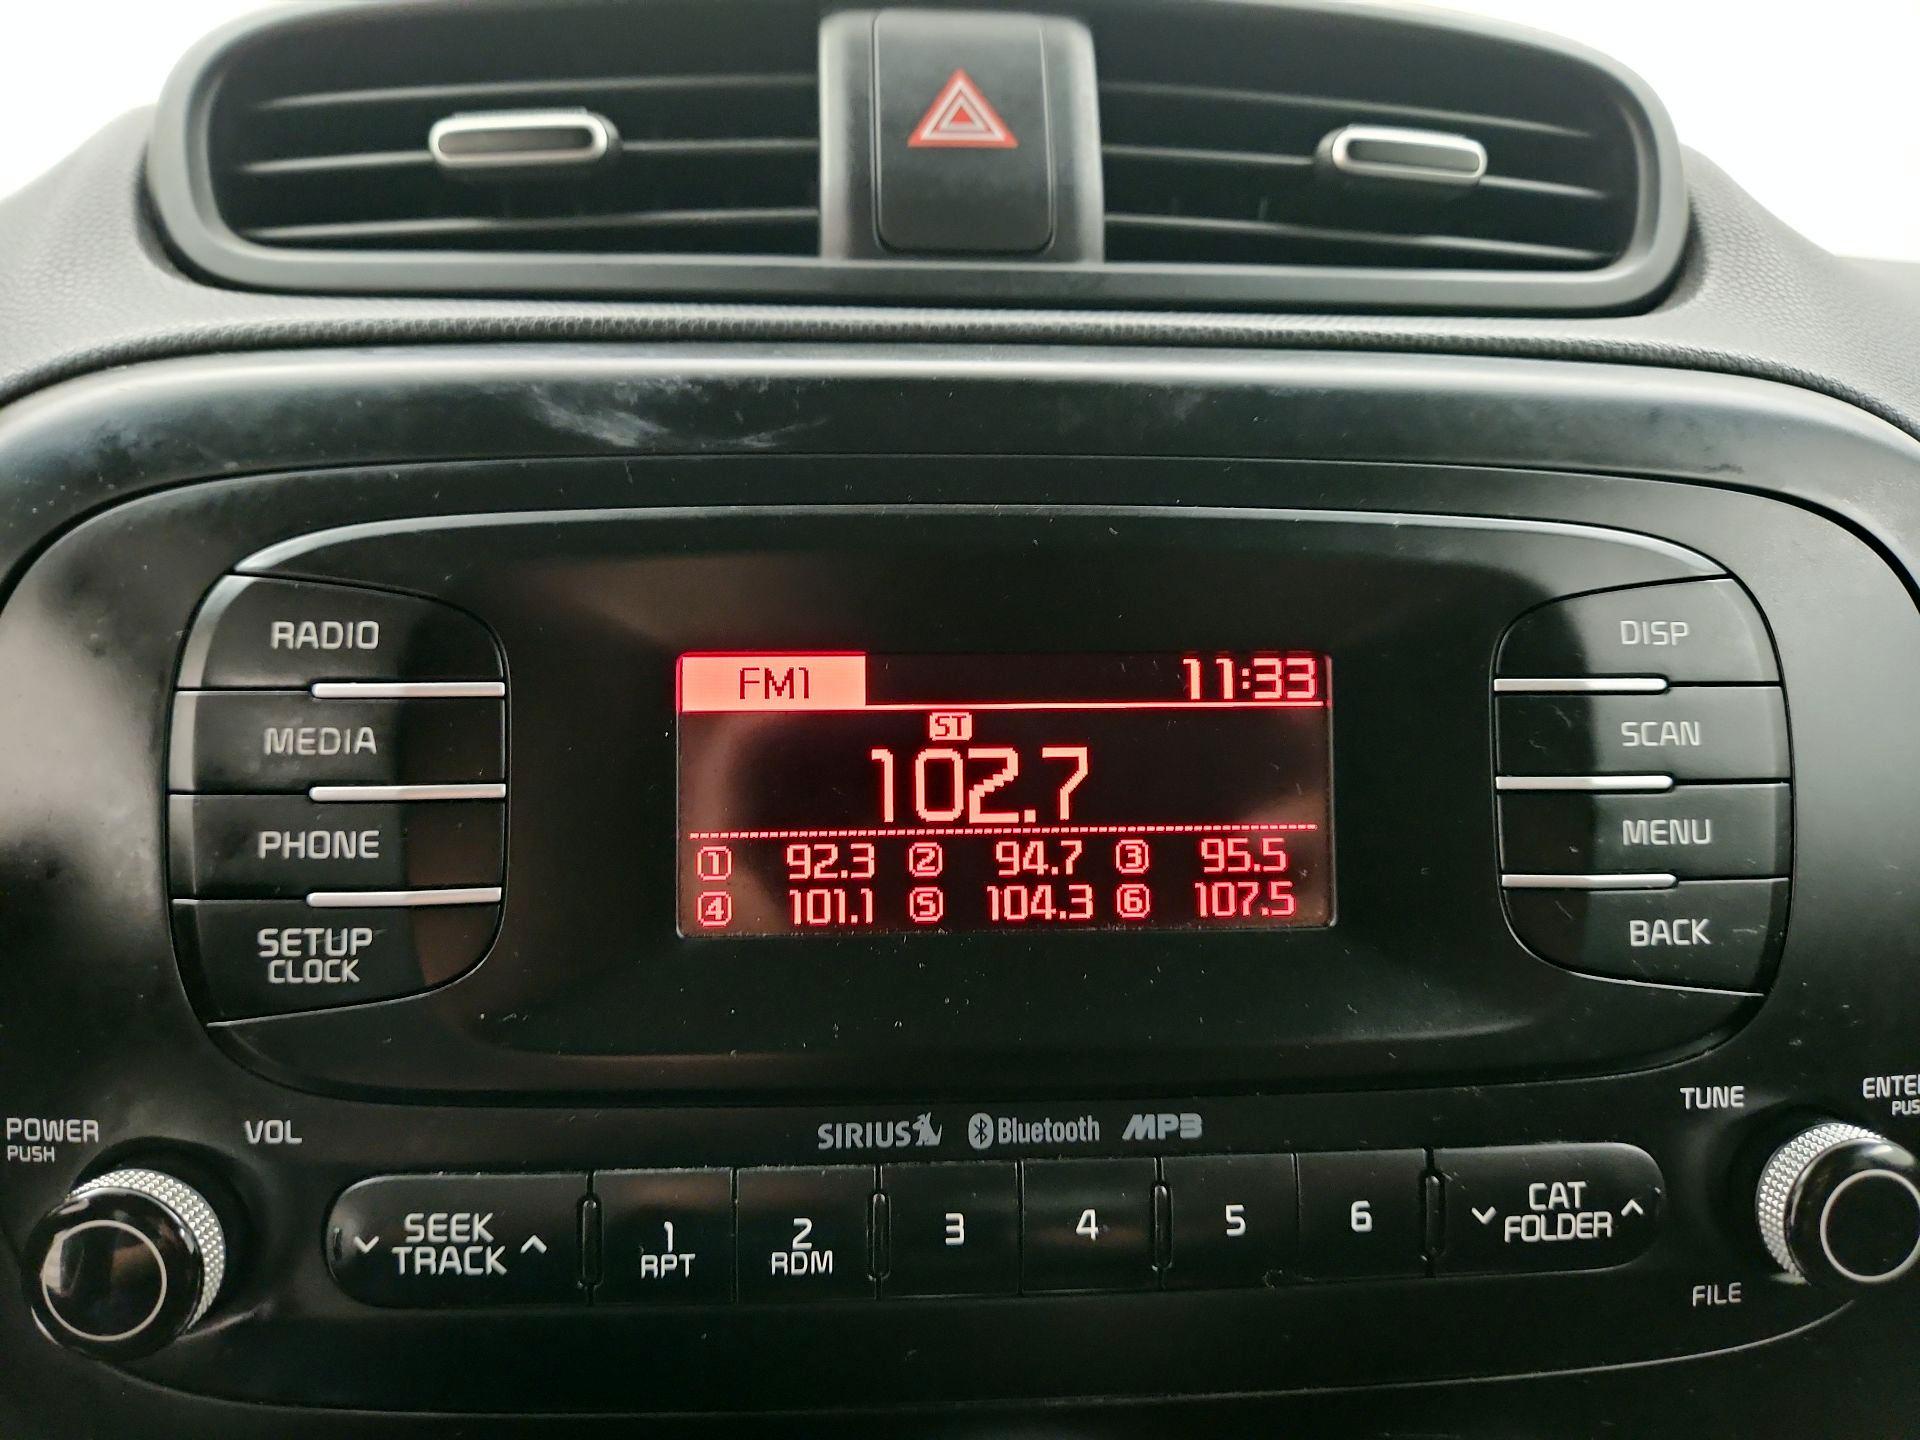 RADIO
MEDIA
PHONE
SETUP
CLOCK
FM1 11:33
ST
102.7
1 92.3 2 94.7 3 95.5
4 101.1 5 104.3 6 107.5
DISP
SCAN
MENU
BACK
POWER
PUSH
VOL
SIRIUS Bluetooth MP3
TUNE
ENTE
PUS
SEEK
TRACK
1
RPT
2
RDM
3
4
5
6
CAT
FOLDER
FILE